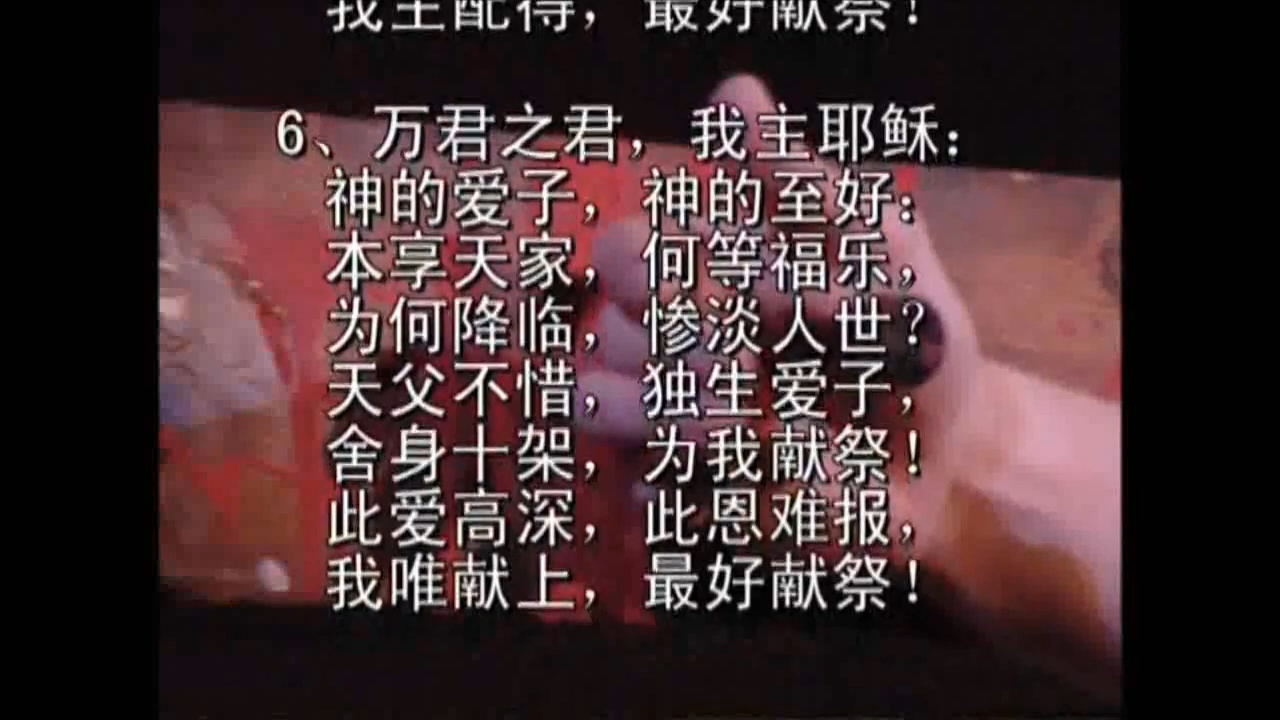 我主配得，最好献祭！
6、万君之君，我主耶稣：
神的爱子，神的至好：
本享天家，何等福乐，
为何降临，惨淡人世？
天父不惜，独生爱子，
舍身十架，为我献祭！
此爱高深，此恩难报，
我唯献上，最好献祭！